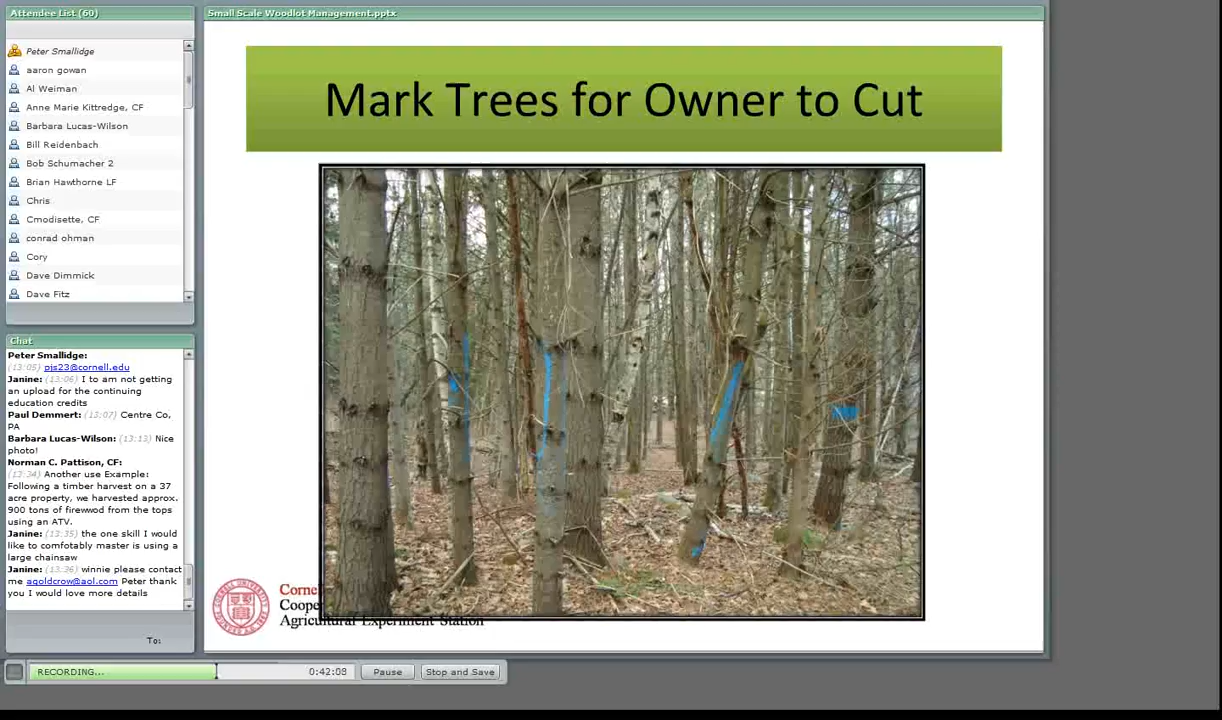 Attendee List (60)
Peter Smallidge
aaron gowan
Al Weiman
Anne Marie Kittredge, CF
Barbara Lucas-Wilson
Bill Reidenbach
Bob Schumacher 2
Brian Hawthorne LF
Chris
Cmodisette, CF
conrad ohman
Cory
Dave Dimmick
Dave Fitz
Chat
Peter Smallidge:
(13:05) pjs23@cornell.edu
Janine: (13:06) I to am not getting
an upload for the continuing
education credits
Paul Demmert: (13:07) Centre Co,
PA
Barbara Lucas-Wilson: (13:13) Nice
photo!
Norman C. Pattison, CF:
(13:34) Another use Example:
Following a timber harvest on a 37
acre property, we harvested approx.
900 tons of firewwod from the tops
using an ATV.
Janine: (13:35) the one skill I would
like to comfotably master is using a
large chainsaw
Janine: (13:36) winnie please contact
me agoldcrow@aol.com Peter thank
you I would love more details
To:
Small Scale Woodlot Management.pptx
Mark Trees for Owner to Cut
Cornel
Coope
Agricultural Experiment Station
RECORDING...
0:42:08
Pause
Stop and Save